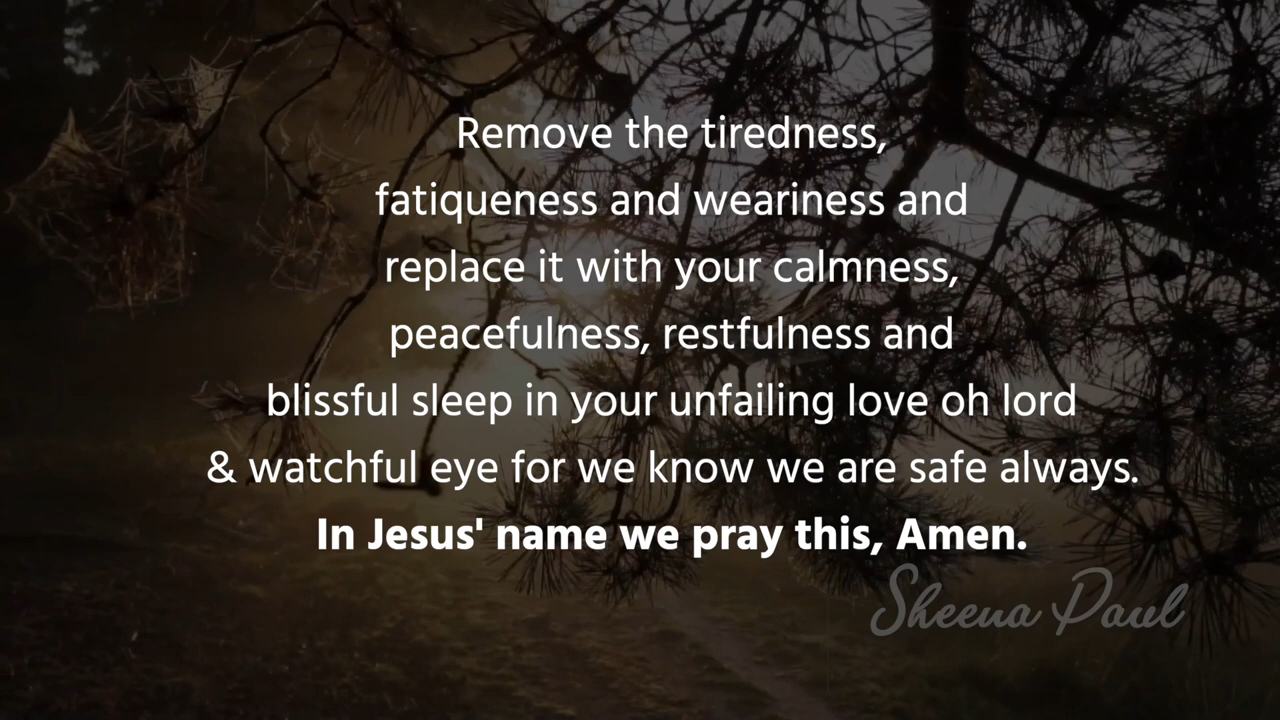 Remove the tiredness,
fatiqueness and weariness and
replace it with your calmness,
peacefulness, restfulness and
blissful sleep in your unfailing love oh lord
& watchful eye for we know we are safe always.
In Jesus' name we pray this, Amen.
Sheena Paul